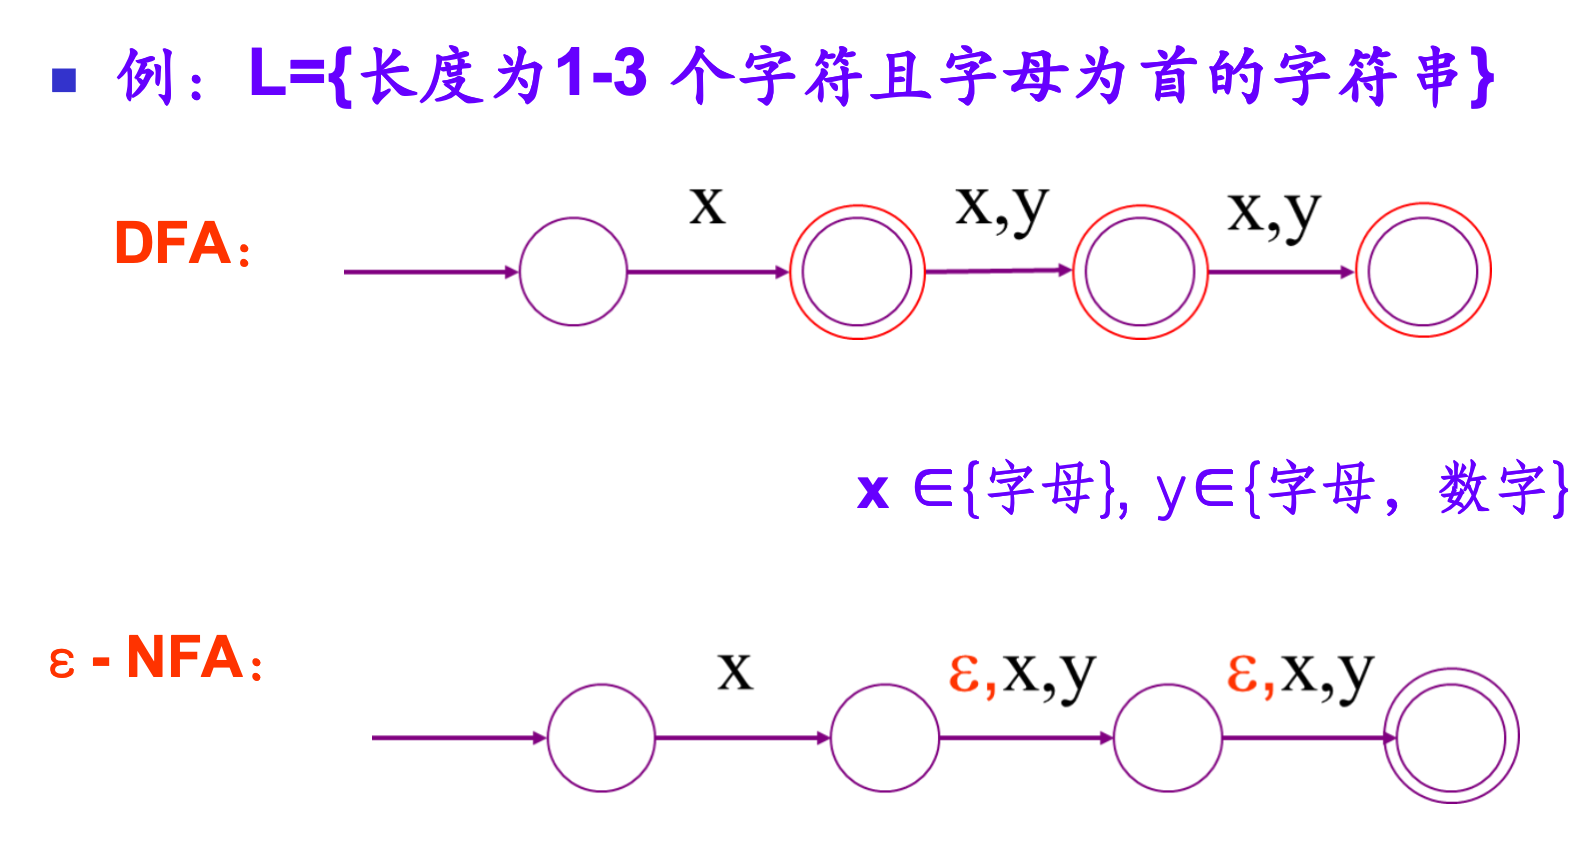 例：L={长度为1-3 个字符且字母为首的字符串}
x x,y x,y
DFA：
x ∈{字母}, y∈{字母，数字}
x ε,x,y ε,x,y
ε - NFA：